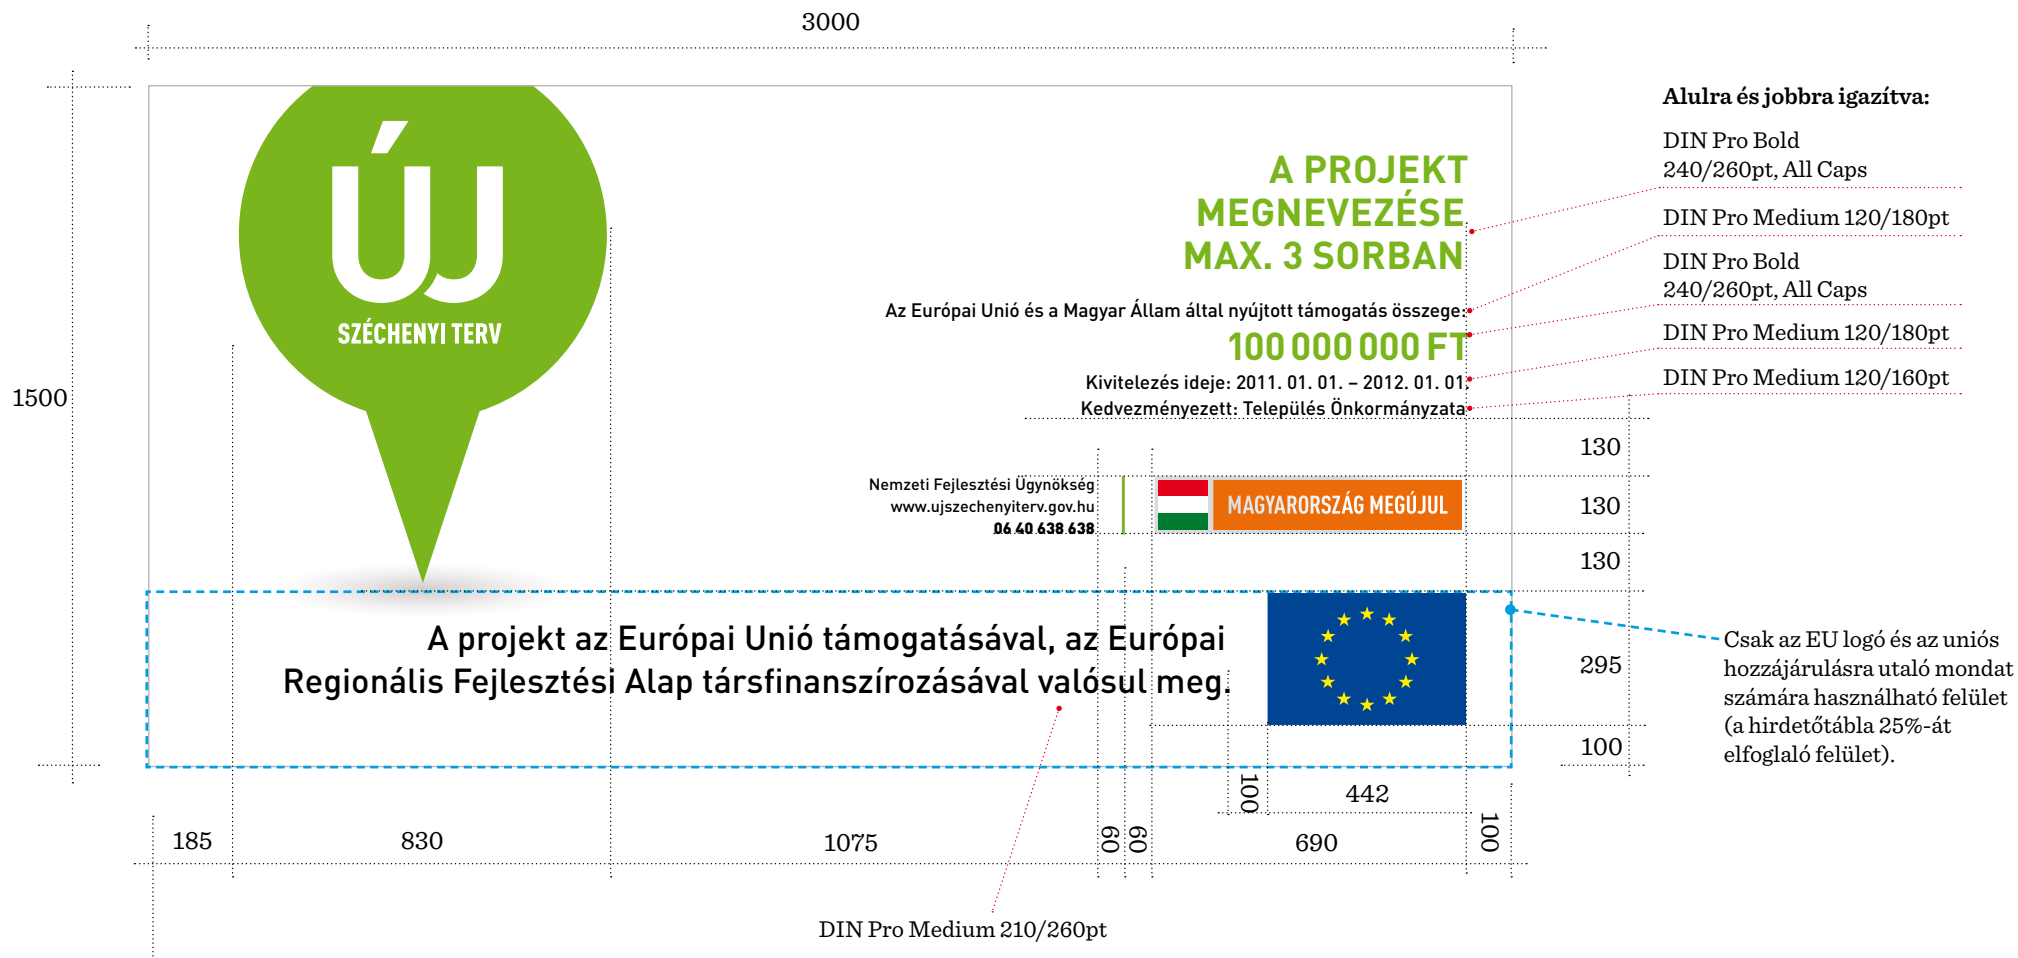 3000
1500
ÚJ
SZÉCHENYI TERV
A PROJEKT
MEGNEVEZÉSE
MAX. 3 SORBAN
Az Európai Unió és a Magyar Állam által nyújtott támogatás összege:
100 000 000 FT
Kivitelezés ideje: 2011. 01. 01. – 2012. 01. 01.
Kedvezményezett: Település Önkormányzata
Nemzeti Fejlesztési Ügynökség
www.ujszechenyiterv.gov.hu
06 40 638 638
MAGYARORSZÁG MEGÚJUL
A projekt az Európai Unió támogatásával, az Európai
Regionális Fejlesztési Alap társfinanszírozásával valósul meg.
Alulra és jobbra igazítva:
DIN Pro Bold
240/260pt, All Caps
DIN Pro Medium 120/180pt
DIN Pro Bold
240/260pt, All Caps
DIN Pro Medium 120/180pt
DIN Pro Medium 120/160pt
130
130
130
295
100
Csak az EU logó és az uniós
hozzájárulásra utaló mondat
számára használható felület
(a hirdetőtábla 25%-át
elfoglaló felület).
100
442
185
830
1075
60
60
690
100
DIN Pro Medium 210/260pt